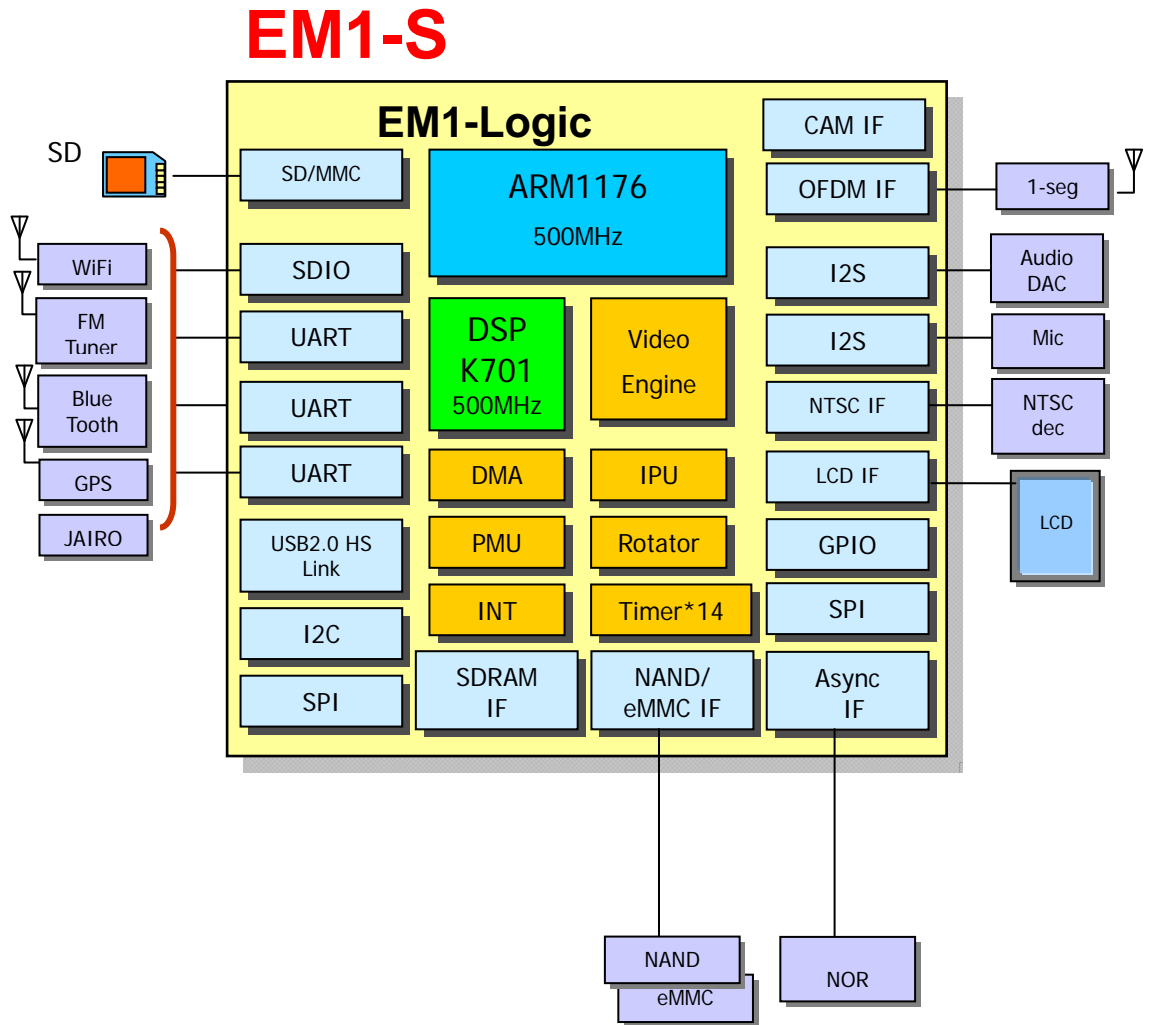 EM1-S
EM1-Logic
SD
SD/MMC
ARM1176
500MHz
CAM IF
OFDM IF
1-seg
WiFi
SDIO
I2S
Audio
DAC
FM
Tuner
UART
DSP
K701
500MHz
Video
Engine
I2S
Mic
Blue
Tooth
UART
NTSC IF
NTSC
dec
GPS
UART
DMA
IPU
LCD IF
LCD
JAIRO
USB2.0 HS
Link
PMU
Rotator
GPIO
I2C
INT
Timer*14
SPI
SPI
SDRAM
IF
NAND/
eMMC IF
Async
IF
NAND
eMMC
NOR